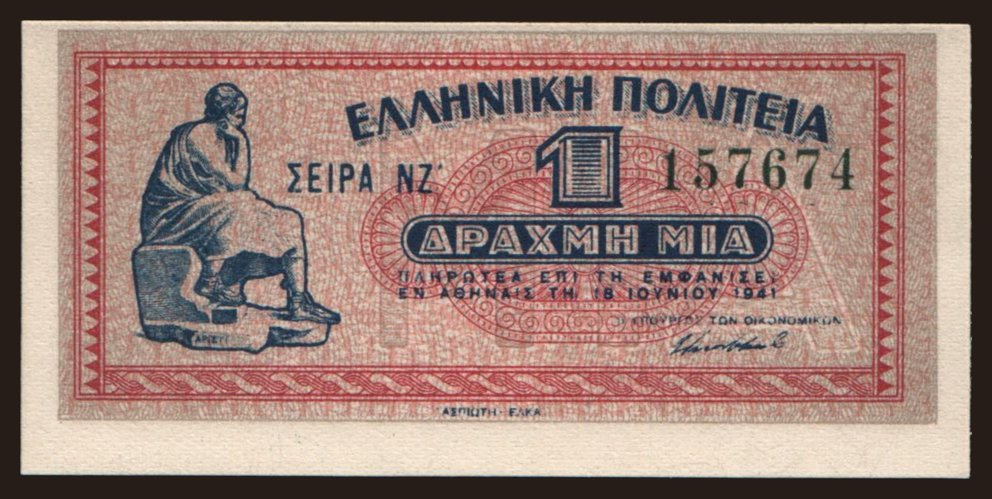 ΕΛΛΗΝΙΚΗ ΠΟΛΙΤΕΙΑ
ΣΕΙΡΑ ΝΖ' 1 157674
ΔΡΑΧΜΗ ΜΙΑ
ΠΛΗΡΩΤΕΑ ΕΠΙ ΤΗ ΕΜΦΑΝΙΣΕΙ
ΕΝ ΑΘΗΝΑΙΣ ΤΗ 18 ΙΟΥΝΙΟΥ 1941
Ο ΥΠΟΥΡΓΟΣ ΤΩΝ ΟΙΚΟΝΟΜΙΚΩΝ
ΑΡΙΣΤ
ΑΣΠΙΩΤΗ - ΕΛΚΑ